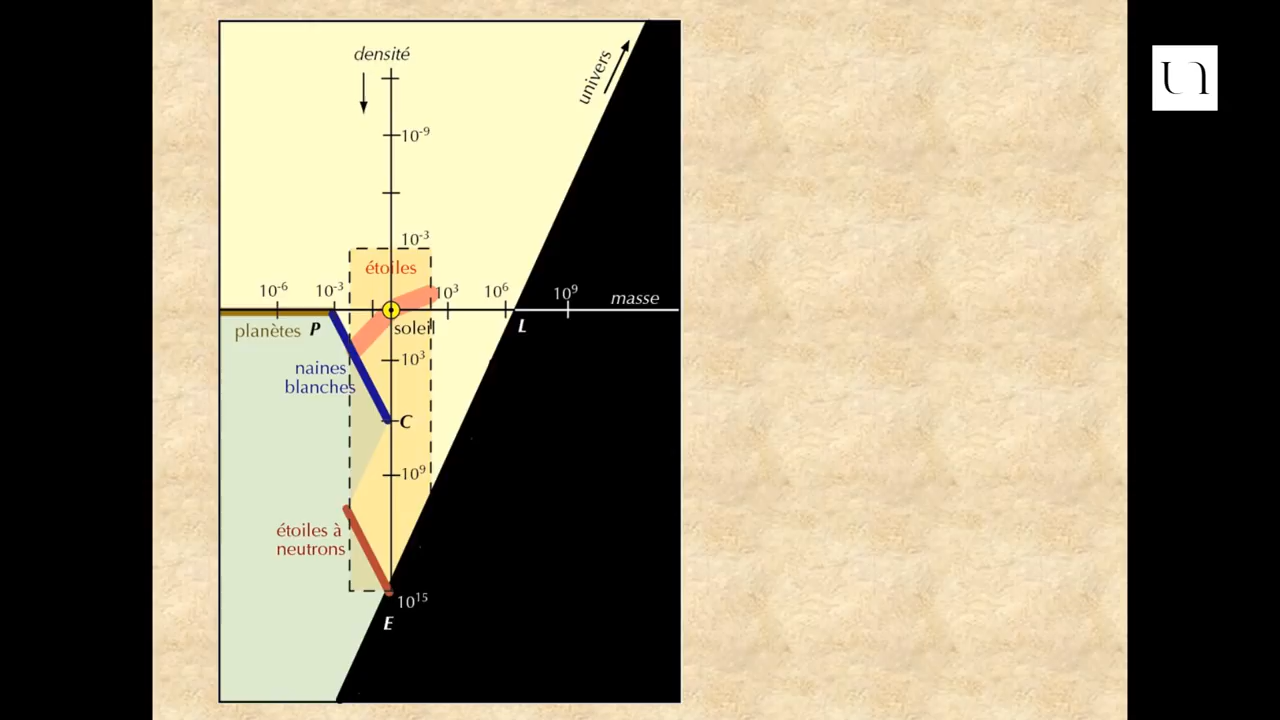 densité
univers
10-9
10-3
étoiles
10-6
10-3
103
106
109
masse
planètes
P
soleil
L
103
naines
blanches
C
109
étoiles à
neutrons
1015
E